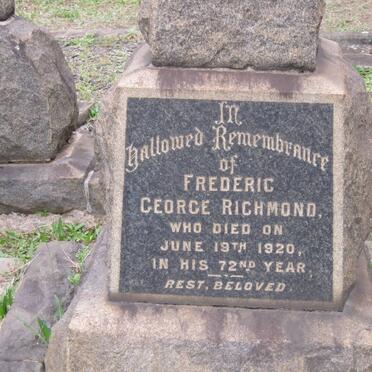 In
Hallowed Remembrance
of
FREDERIC
GEORGE RICHMOND,
WHO DIED ON
JUNE 19TH 1920,
IN HIS 72ND YEAR,
REST, BELOVED